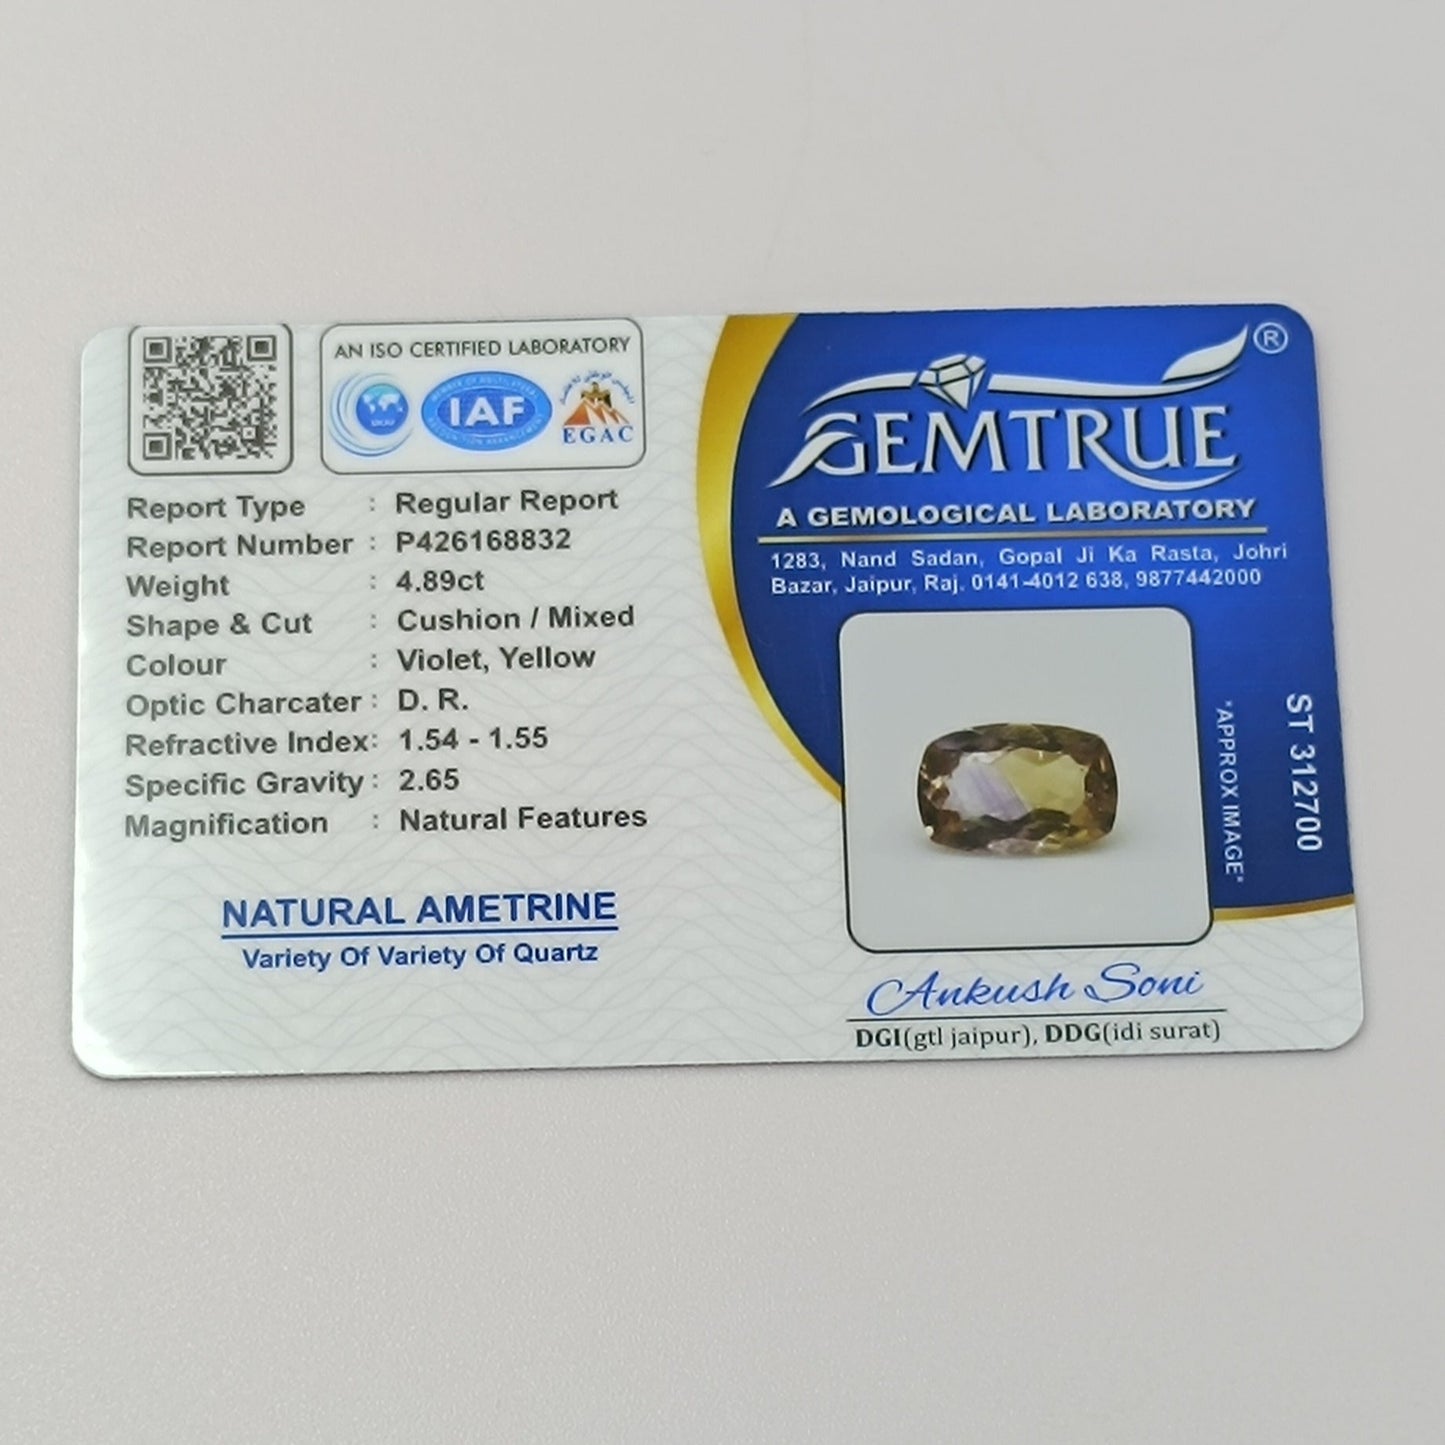 AN ISO CERTIFIED LABORATORY
IAF
EGAC
Report Type : Regular Report
Report Number : P426168832
Weight : 4.89ct
Shape & Cut : Cushion / Mixed
Colour : Violet, Yellow
Optic Charcater : D. R.
Refractive Index: 1.54 - 1.55
Specific Gravity : 2.65
Magnification : Natural Features
NATURAL AMETRINE
Variety Of Variety Of Quartz
GEMTRUE ®
A GEMOLOGICAL LABORATORY
1283, Nand Sadan, Gopal Ji Ka Rasta, Johri
Bazar, Jaipur, Raj. 0141-4012 638, 9877442000
*APPROX IMAGE*
ST 312700
Ankush Soni
DGI(gtl jaipur), DDG(idi surat)